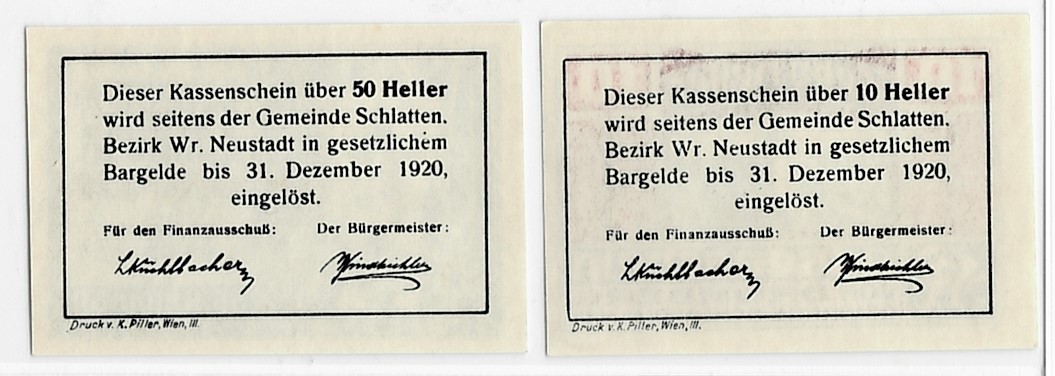 Dieser Kassenschein über 50 Heller
wird seitens der Gemeinde Schlatten.
Bezirk Wr. Neustadt in gesetzlichem
Bargelde bis 31. Dezember 1920,
eingelöst.
Für den Finanzausschuß: Der Bürgermeister:
Druck v. K. Piller, Wien, III.
Dieser Kassenschein über 10 Heller
wird seitens der Gemeinde Schlatten.
Bezirk Wr. Neustadt in gesetzlichem
Bargelde bis 31. Dezember 1920,
eingelöst.
Für den Finanzausschuß: Der Bürgermeister:
Druck v. K. Piller, Wien, III.